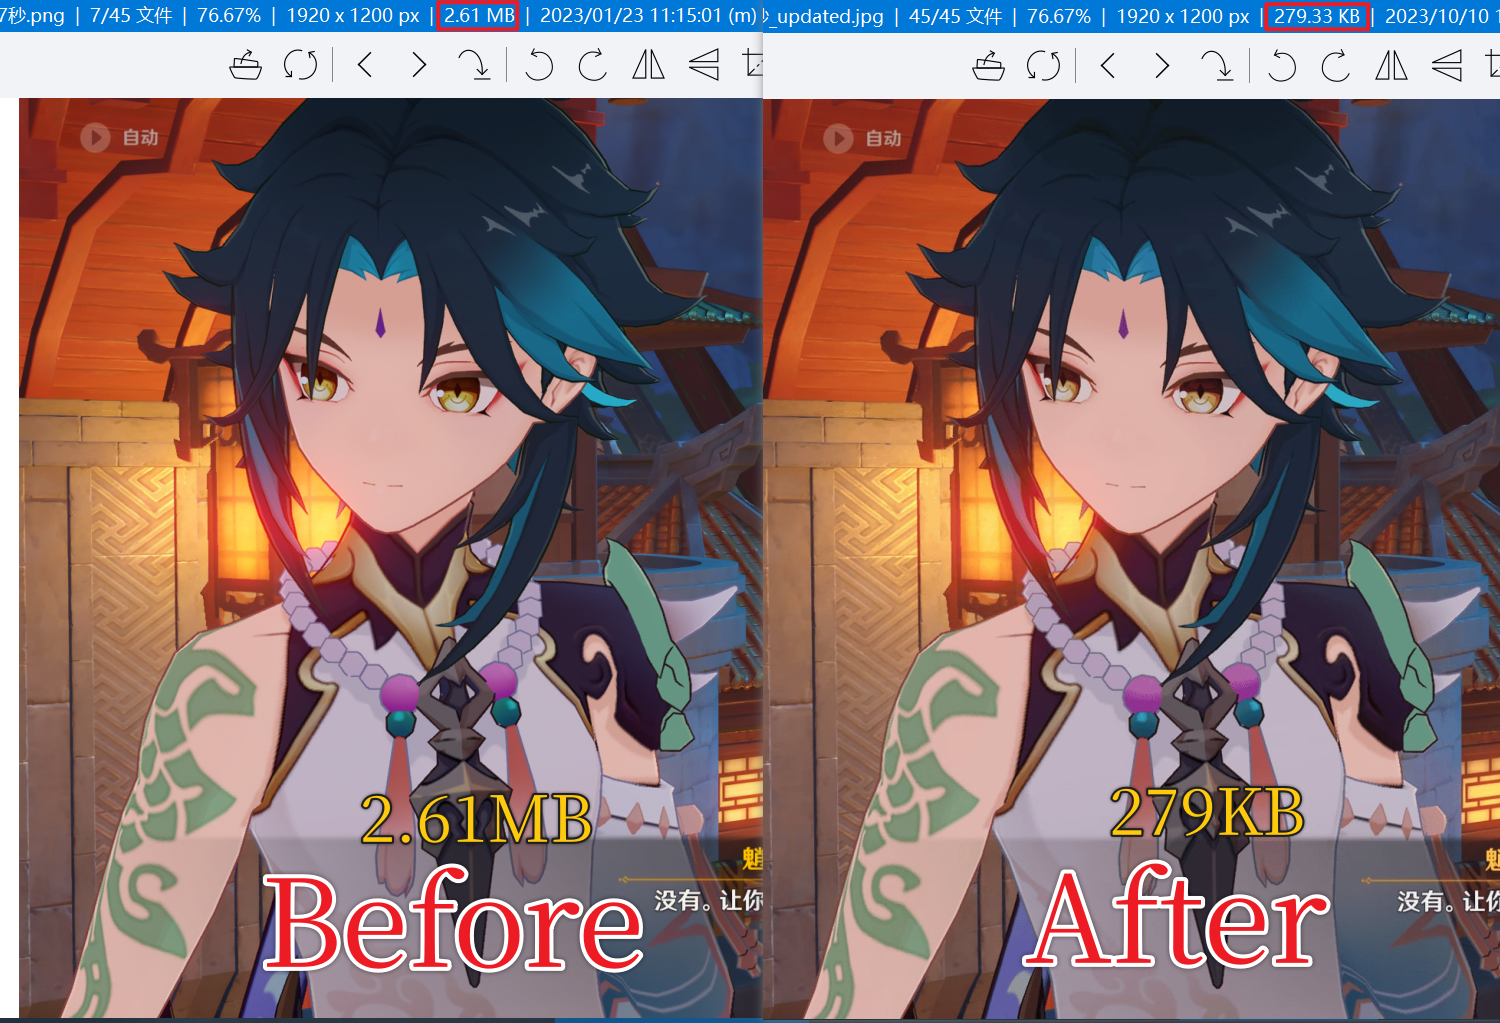 7秒.png | 7/45 文件 | 76.67% | 1920 x 1200 px | 2.61 MB | 2023/01/23 11:15:01 (m)
_updated.jpg | 45/45 文件 | 76.67% | 1920 x 1200 px | 279.33 KB | 2023/10/10 1
自动
自动
2.61MB
279KB
Before
After
没有。让你
没有。让你